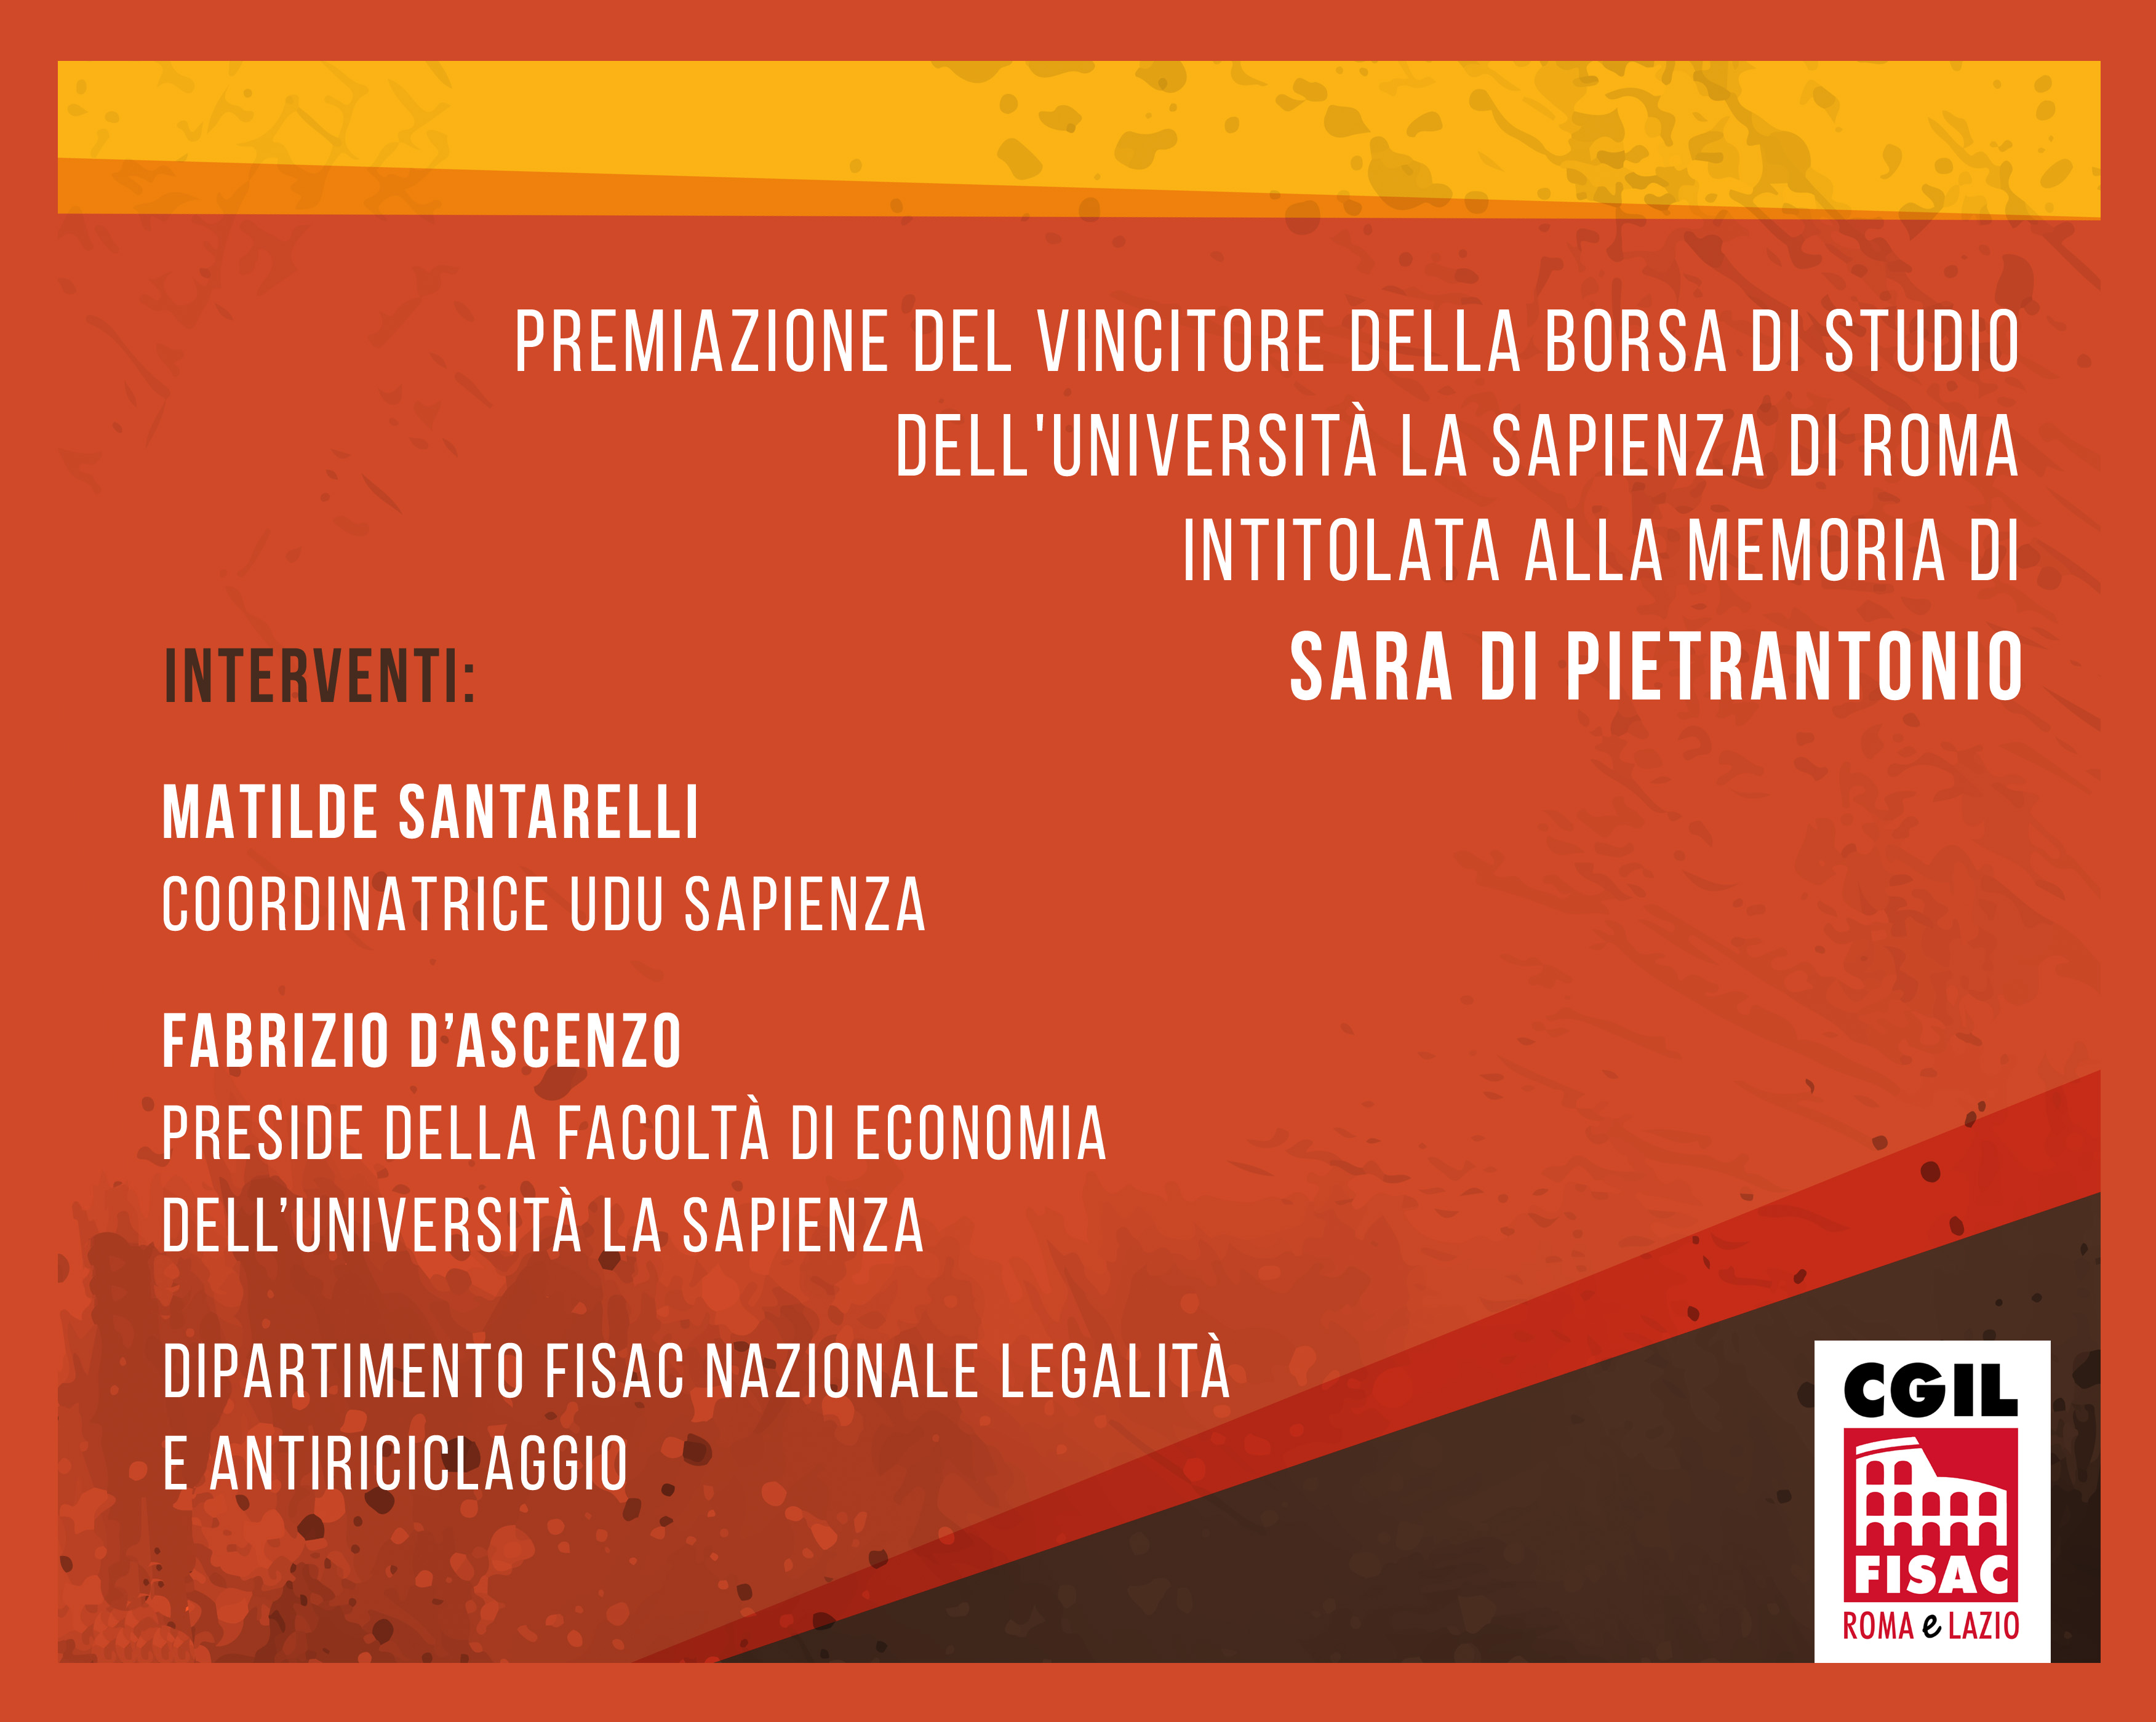 PREMIAZIONE DEL VINCITORE DELLA BORSA DI STUDIO
DELL'UNIVERSITÀ LA SAPIENZA DI ROMA
INTITOLATA ALLA MEMORIA DI
SARA DI PIETRANTONIO
INTERVENTI:
MATILDE SANTARELLI
COORDINATRICE UDU SAPIENZA
FABRIZIO D’ASCENZO
PRESIDE DELLA FACOLTÀ DI ECONOMIA
DELL’UNIVERSITÀ LA SAPIENZA
DIPARTIMENTO FISAC NAZIONALE LEGALITÀ
E ANTIRICICLAGGIO
CGIL
FISAC
ROMA e LAZIO